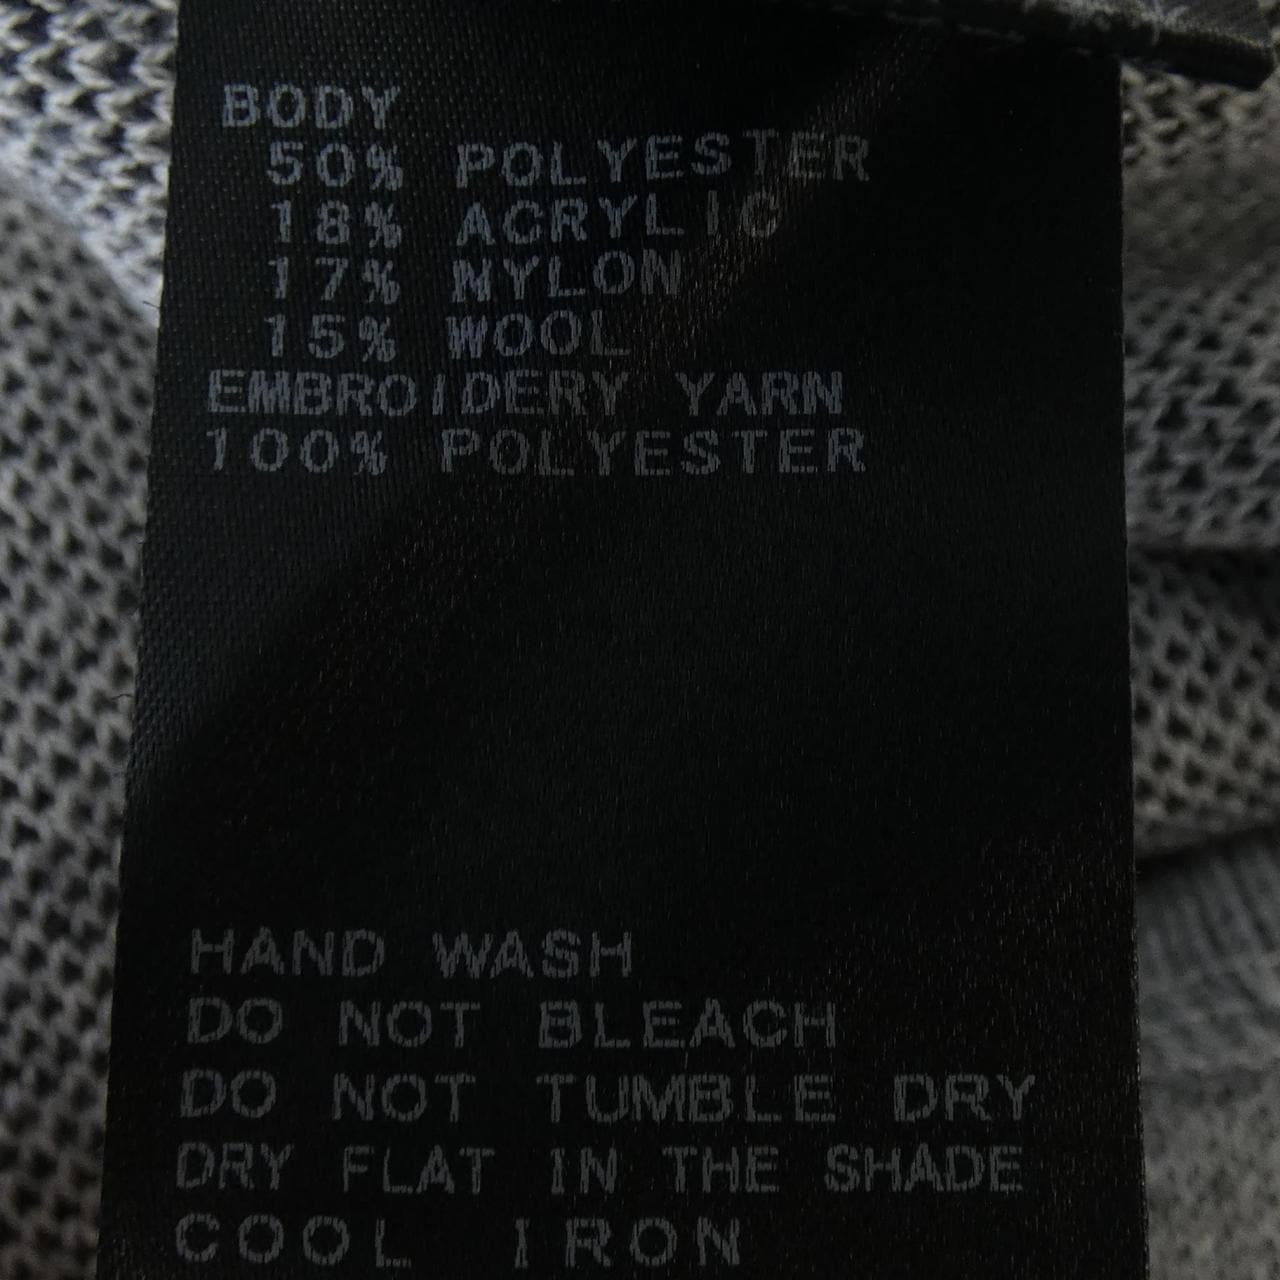 BODY
50% POLYESTER
18% ACRYLIC
17% NYLON
15% WOOL
EMBROIDERY YARN
100% POLYESTER
HAND WASH
DO NOT BLEACH
DO NOT TUMBLE DRY
DRY FLAT IN THE SHADE
COOL IRON